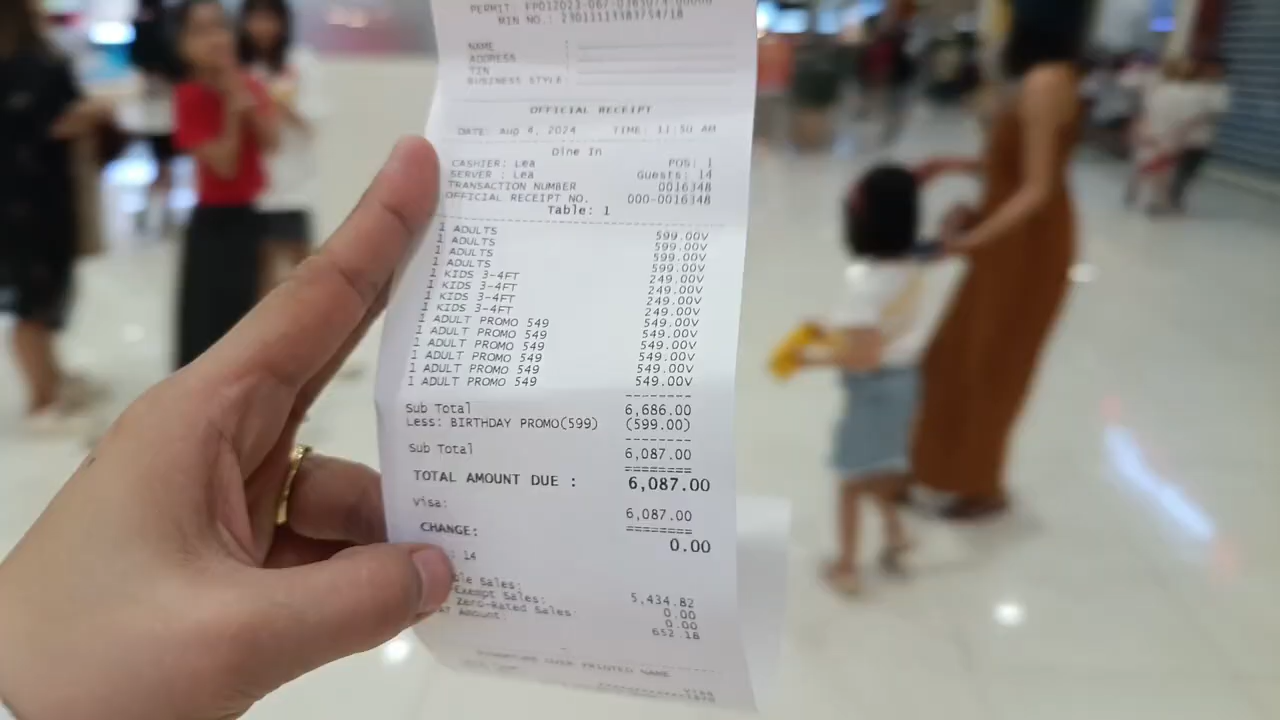 PERMIT:
MIN NO.: 23011113383754718
NAME :
ADDRESS :
TIN :
BUSINESS STYLE:
OFFICIAL RECEIPT
DATE: Aug 4, 2024 TIME: 11:50 AM
Dine In
CASHIER: Lea POS: 1
SERVER : Lea Guests: 14
TRANSACTION NUMBER 0016348
OFFICIAL RECEIPT NO. 000-0016348
Table: 1
1 ADULTS 599.00V
1 ADULTS 599.00V
1 ADULTS 599.00V
1 ADULTS 599.00V
1 KIDS 3-4FT 249.00V
1 KIDS 3-4FT 249.00V
1 KIDS 3-4FT 249.00V
1 KIDS 3-4FT 249.00V
1 ADULT PROMO 549 549.00V
1 ADULT PROMO 549 549.00V
1 ADULT PROMO 549 549.00V
1 ADULT PROMO 549 549.00V
1 ADULT PROMO 549 549.00V
1 ADULT PROMO 549 549.00V
Sub Total 6,686.00
Less: BIRTHDAY PROMO(599) (599.00)
Sub Total 6,087.00
TOTAL AMOUNT DUE : 6,087.00
Visa: 6,087.00
CHANGE: 0.00
: 14
ble Sales: 5,434.82
Exempt Sales: 0.00
Zero-Rated Sales: 0.00
Amount: 652.18
SIGNATURE OVER PRINTED NAME
VISA